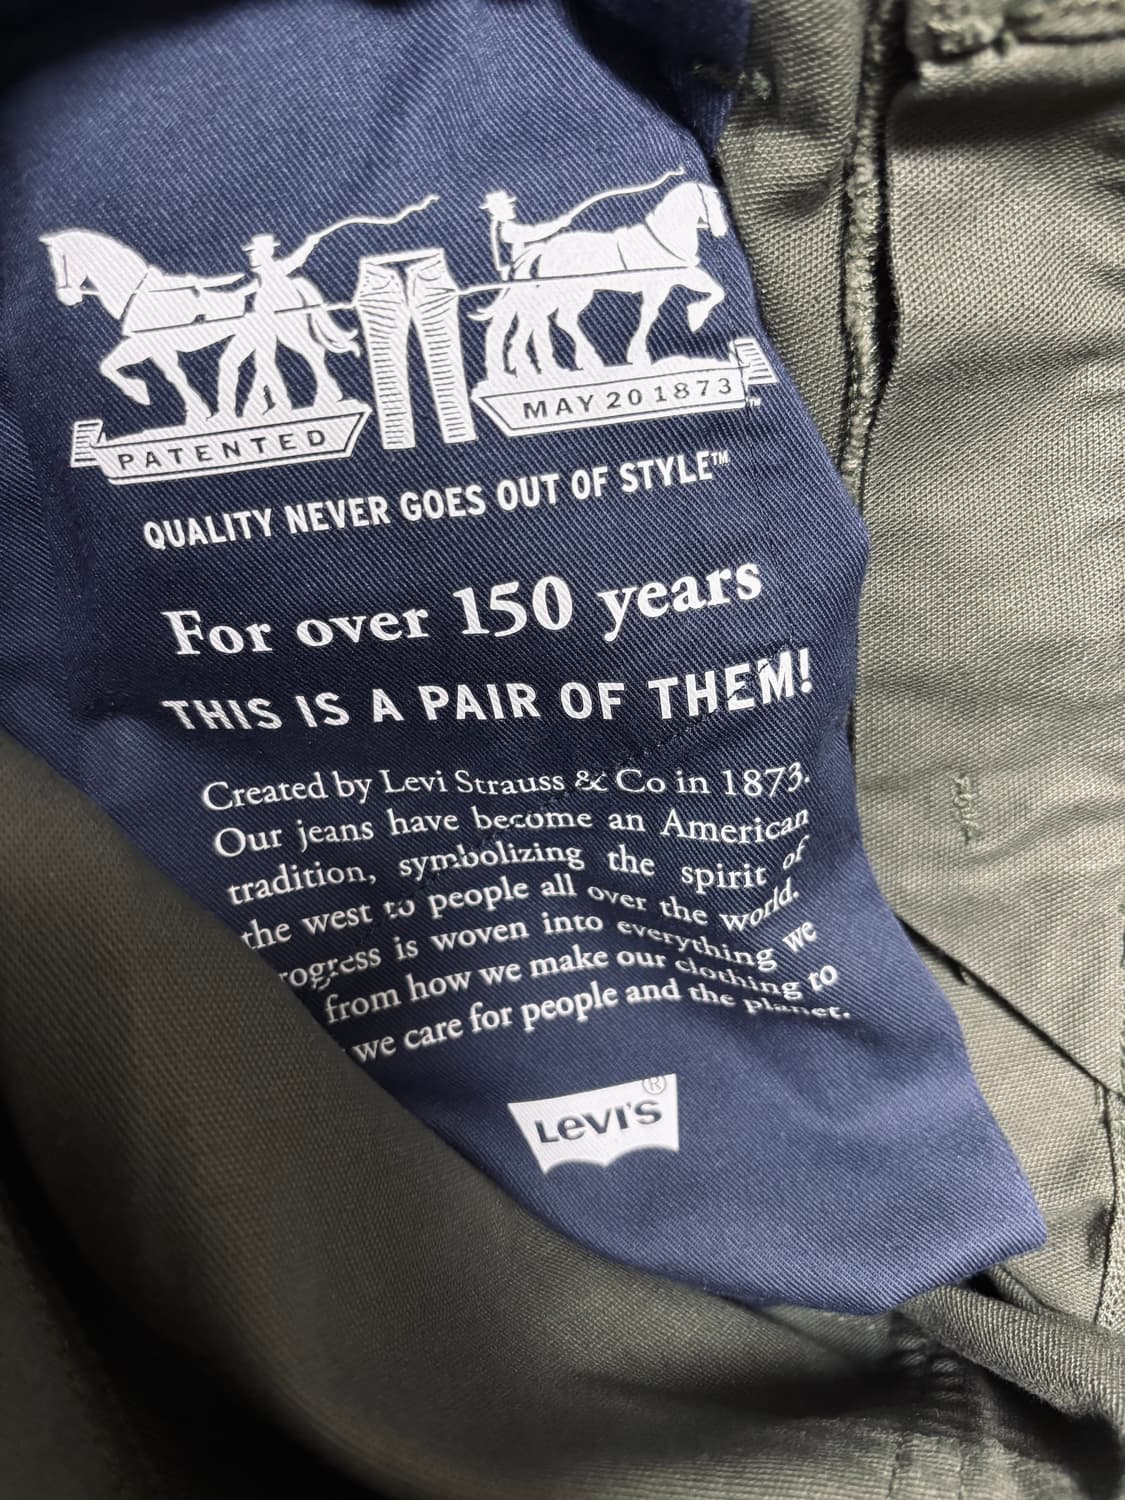 PATENTED
MAY 20 1873
TM
QUALITY NEVER GOES OUT OF STYLE™
For over 150 years
THIS IS A PAIR OF THEM!
Created by Levi Strauss & Co in 1873.
Our jeans have become an American
tradition, symbolizing the spirit of
the west to people all over the world.
rogress is woven into everything we
from how we make our clothing to
we care for people and the planet.
LEVI'S®